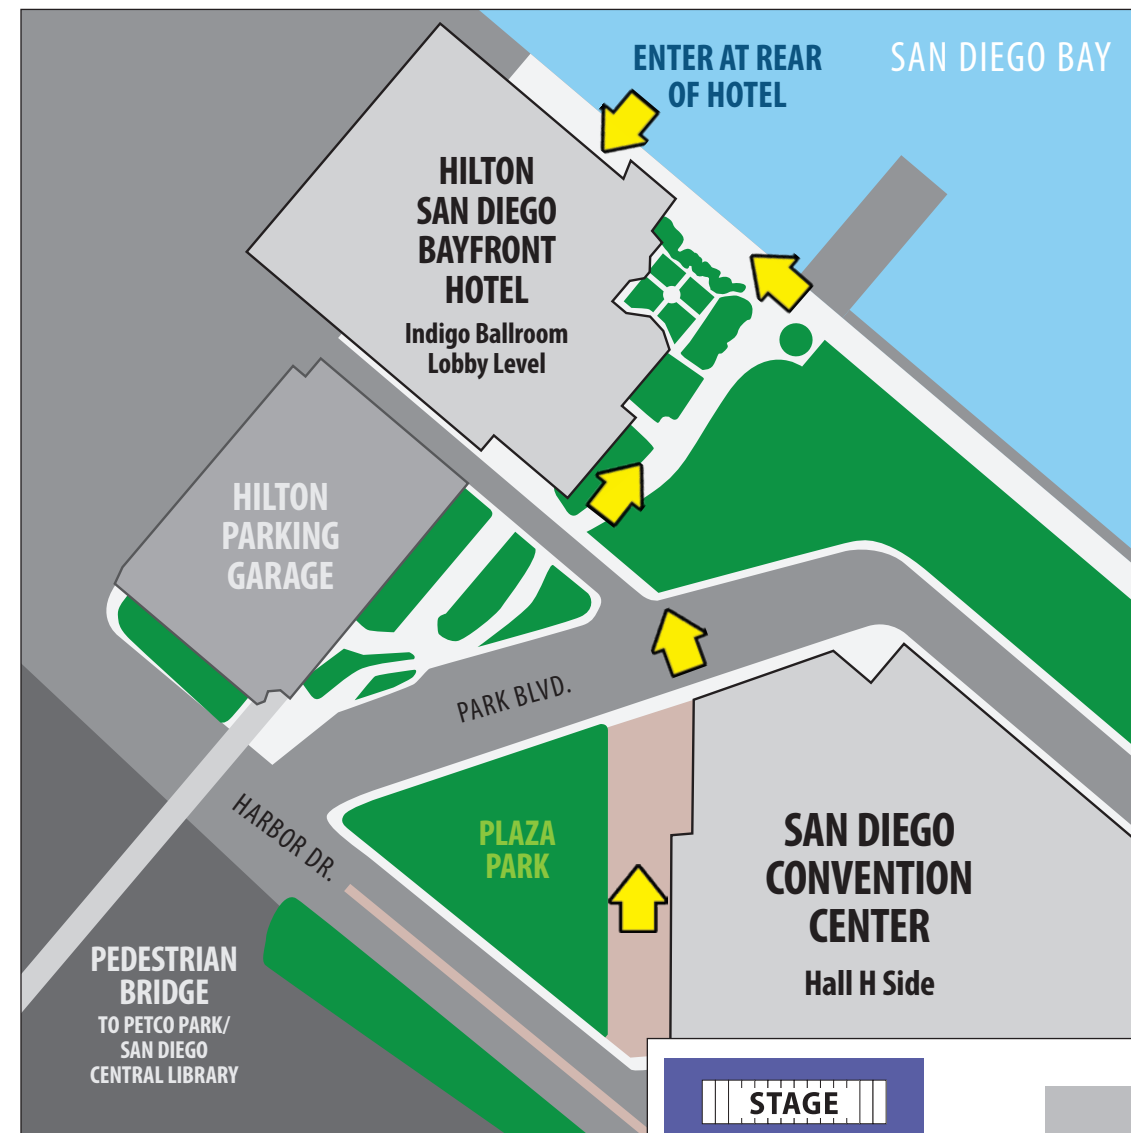 ENTER AT REAR
OF HOTEL
SAN DIEGO BAY
HILTON
SAN DIEGO
BAYFRONT
HOTEL
Indigo Ballroom
Lobby Level
HILTON
PARKING
GARAGE
PARK BLVD.
HARBOR DR.
PLAZA
PARK
SAN DIEGO
CONVENTION
CENTER
Hall H Side
PEDESTRIAN
BRIDGE
TO PETCO PARK/
SAN DIEGO
CENTRAL LIBRARY
STAGE